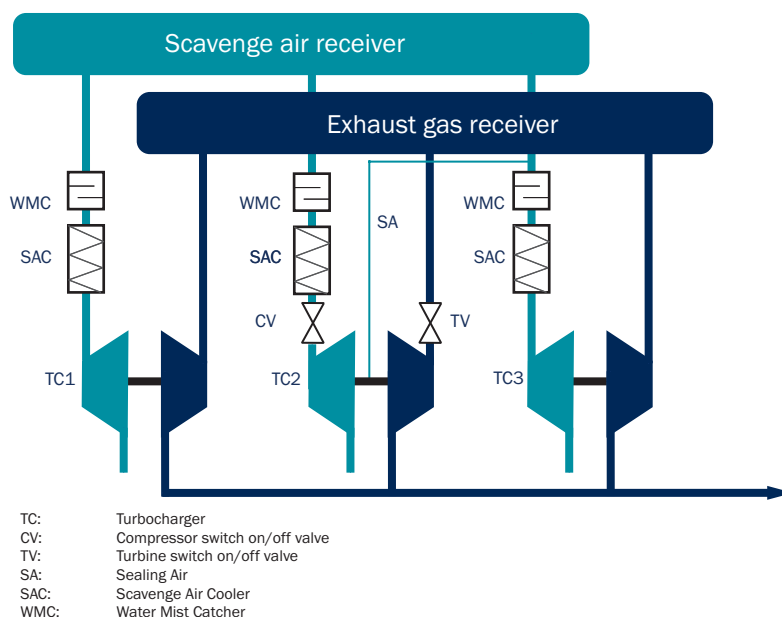 Scavenge air receiver
Exhaust gas receiver
WMC
WMC
WMC
SA
SAC
SAC
SAC
CV
TV
TC1
TC2
TC3
TC: Turbocharger
CV: Compressor switch on/off valve
TV: Turbine switch on/off valve
SA: Sealing Air
SAC: Scavenge Air Cooler
WMC: Water Mist Catcher